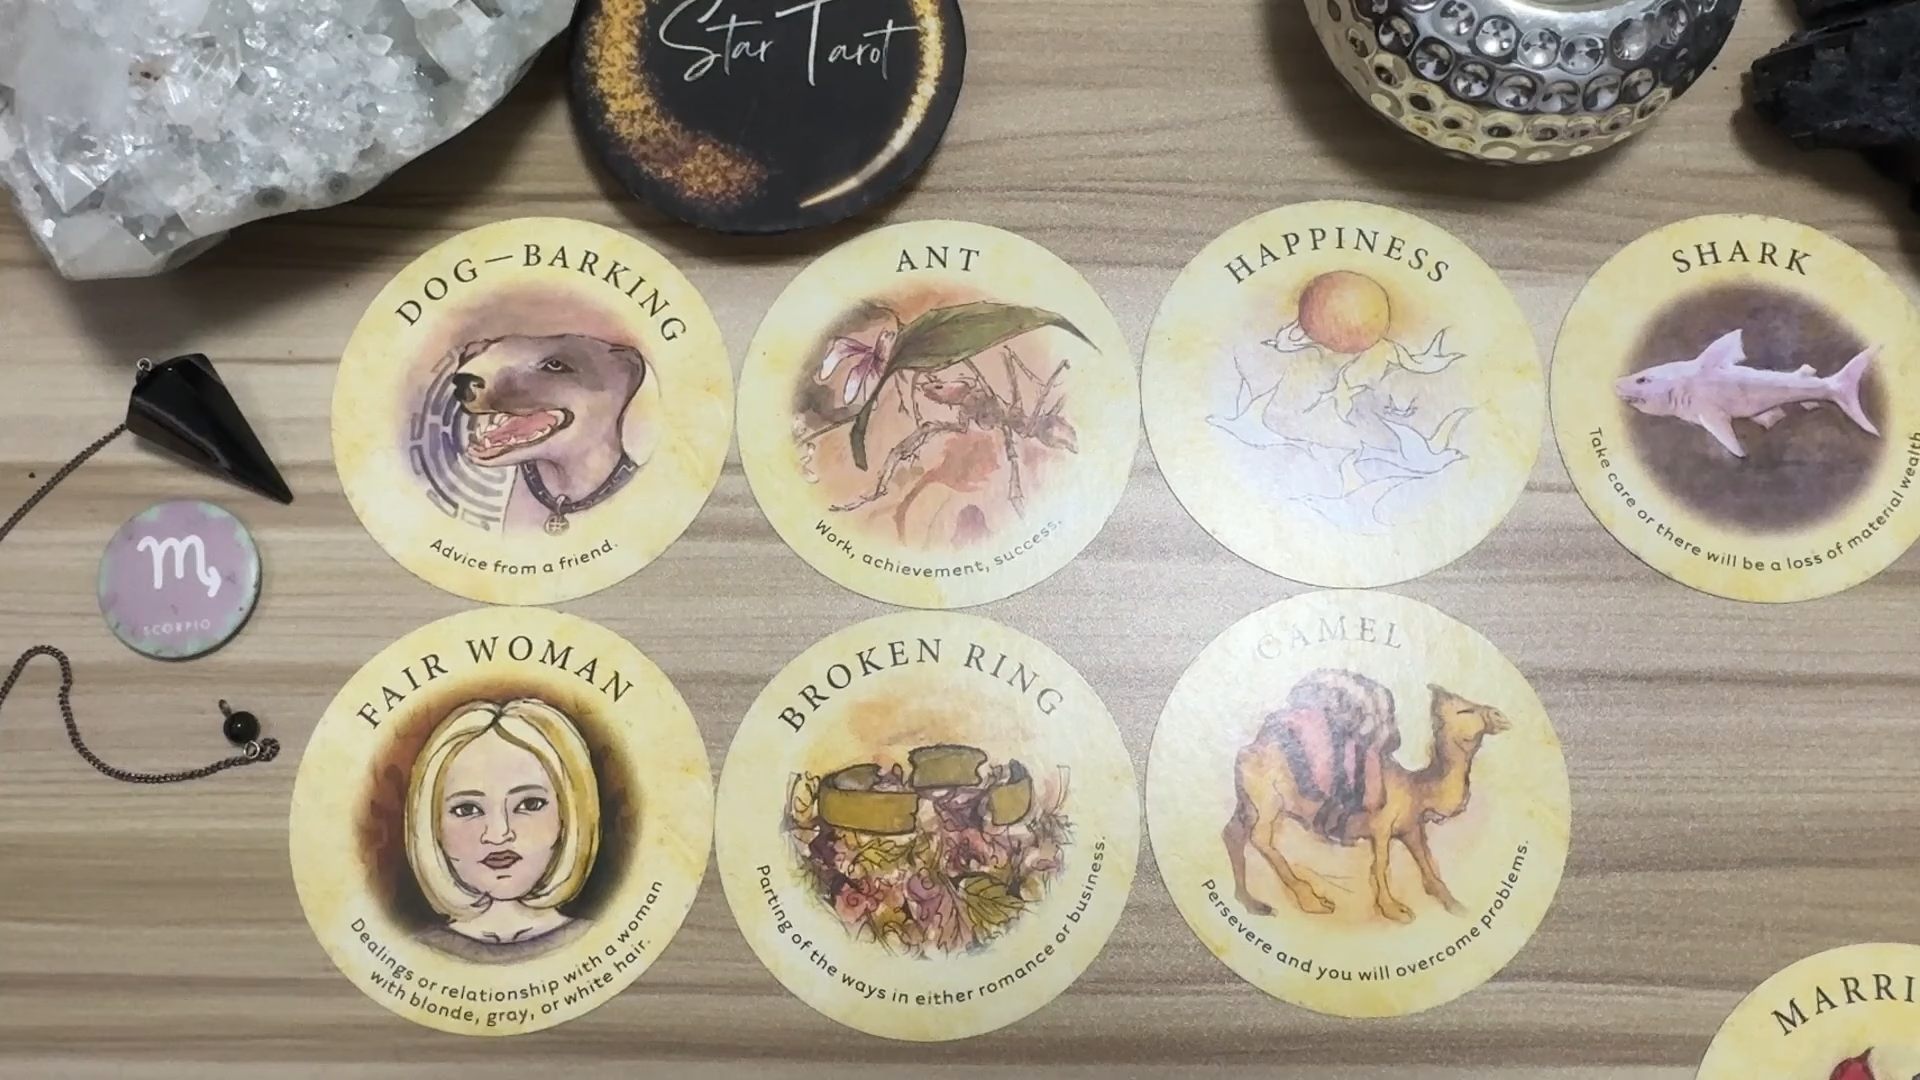 Star Tarot
DOG—BARKING
Advice from a friend.
ANT
Work, achievement, success.
HAPPINESS
SHARK
Take care or there will be a loss of material wealth
SCORPIO
FAIR WOMAN
Dealings or relationship with a woman
with blonde, gray, or white hair.
BROKEN RING
Parting of the ways in either romance or business.
CAMEL
Persevere and you will overcome problems.
MARRI